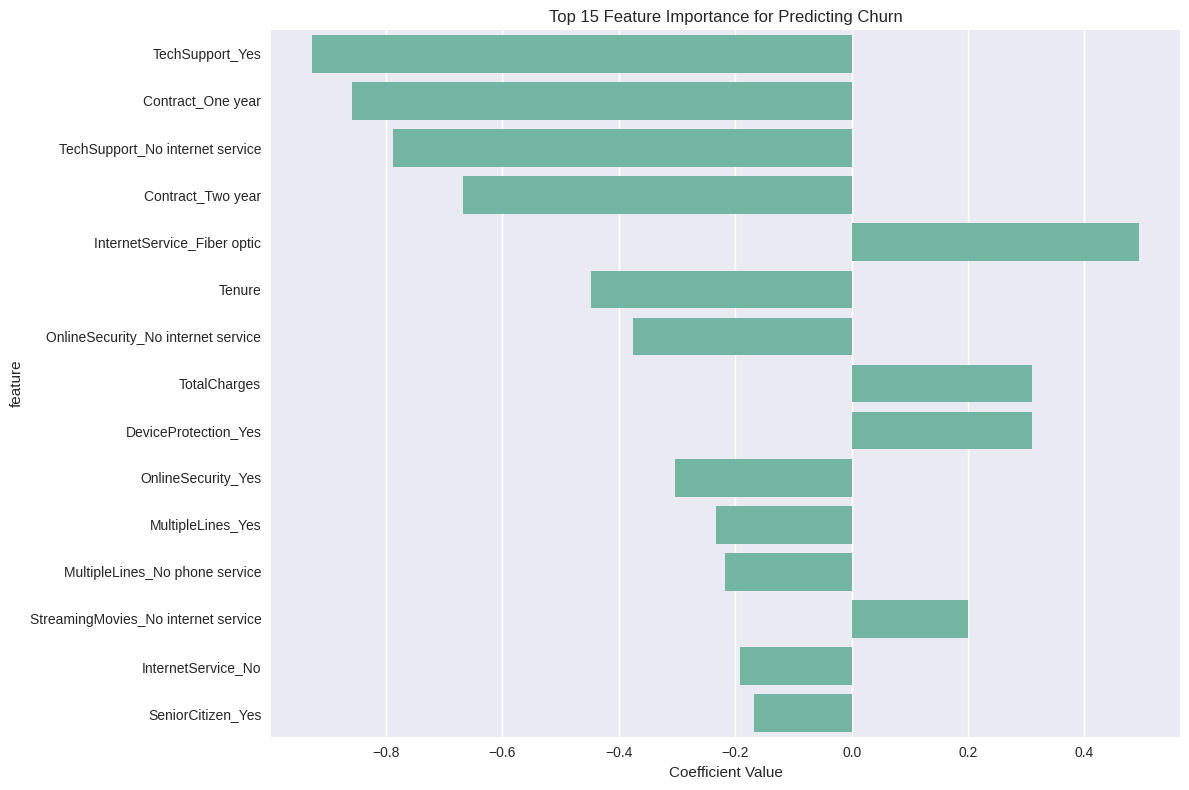 Top 15 Feature Importance for Predicting Churn
TechSupport_Yes
Contract_One year
TechSupport_No internet service
Contract_Two year
InternetService_Fiber optic
Tenure
OnlineSecurity_No internet service
TotalCharges
DeviceProtection_Yes
OnlineSecurity_Yes
MultipleLines_Yes
MultipleLines_No phone service
StreamingMovies_No internet service
InternetService_No
SeniorCitizen_Yes
feature
−0.8 −0.6 −0.4 −0.2 0.0 0.2 0.4
Coefficient Value